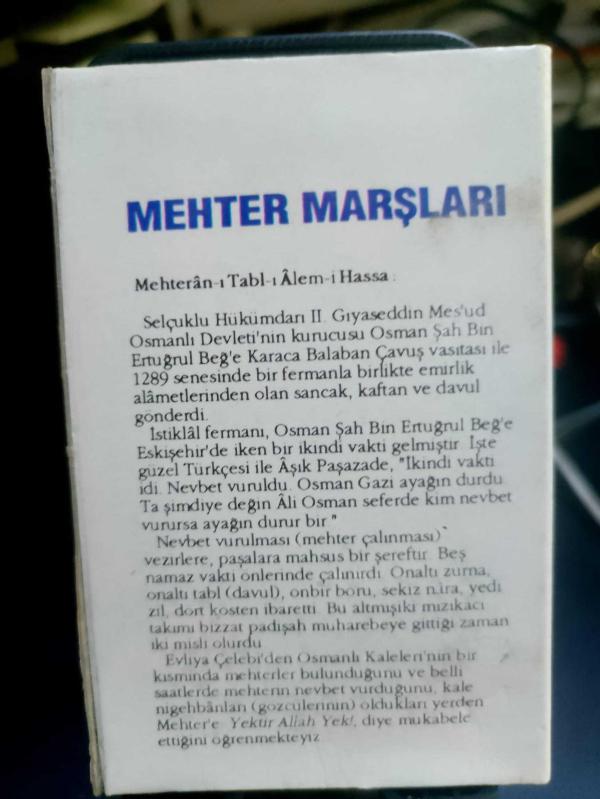 MEHTER MARŞLARI
Mehterân-ı Tabl-ı Âlem-i Hassa :
Selçuklu Hükümdarı II. Gıyaseddin Mes'ud
Osmanlı Devleti'nin kurucusu Osman Şah Bin
Ertuğrul Beğ'e Karaca Balaban Çavuş vasıtası ile
1289 senesinde bir fermanla birlikte emirlik
alâmetlerinden olan sancak, kaftan ve davul
gönderdi.
İstiklâl fermanı, Osman Şah Bin Ertuğrul Beğ'e
Eskişehir'de iken bir ikindi vakti gelmiştir. İşte
güzel Türkçesi ile Âşık Paşazade, "İkindi vakti
idi. Nevbet vuruldu. Osman Gazi ayağın durdu.
Ta şimdiye değin Âli Osman seferde kim nevbet
vurursa ayağın durur bir "
Nevbet vurulması (mehter çalınması)
vezirlere, paşalara mahsus bir şereftir. Beş
namaz vakti önlerinde çalınırdı. Onaltı zurna,
onaltı tabl (davul), onbir boru, sekiz nıra, yedi
zil, dört kösten ibaretti. Bu altmışiki mızıkacı
takımı bizzat padişah muharebeye gittiği zaman
iki misli olurdu
Evliya Çelebi'den Osmanlı Kaleleri'nin bir
kısmında mehterler bulunduğunu ve belli
saatlerde mehterin nevbet vurduğunu, kale
nigehbânları (gözcülerinin) oldukları yerden
Mehter'e Yektir Allah Yek!, diye mukabele
ettiğini öğrenmekteyiz